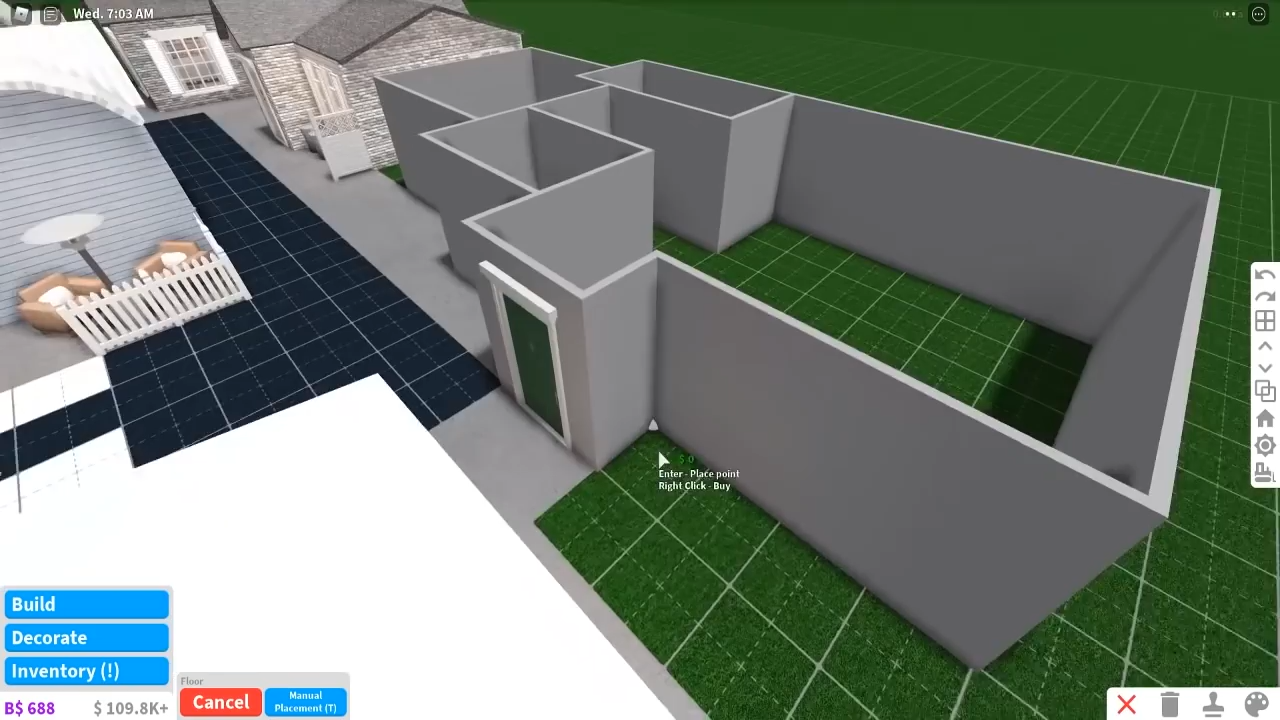 Wed. 7:03 AM
$ 0
Enter - Place point
Right Click - Buy
Build
Decorate
Inventory (!)
B$ 688
$ 109.8K+
Floor
Cancel
Manual
Placement (T)